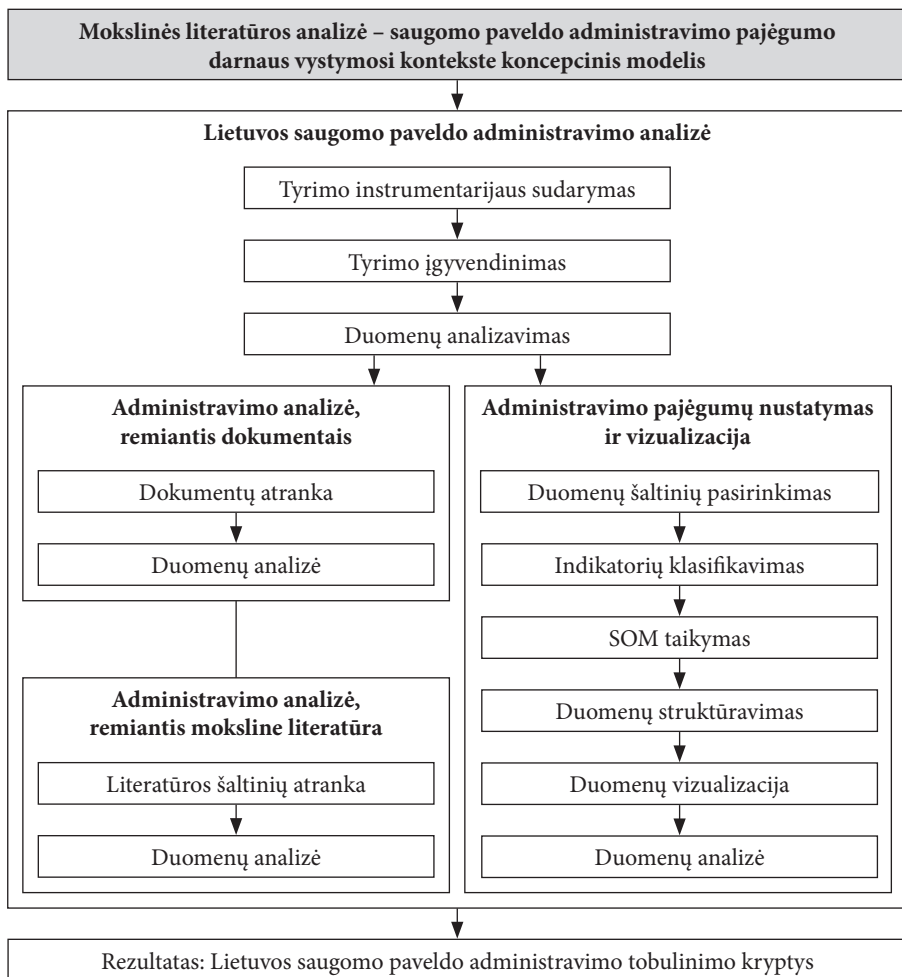 Mokslinės literatūros analizė – saugomo paveldo administravimo pajėgumo
darnaus vystymosi kontekste koncepcinis modelis
Lietuvos saugomo paveldo administravimo analizė
Tyrimo instrumentarijaus sudarymas
Tyrimo įgyvendinimas
Duomenų analizavimas
Administravimo analizė,
remiantis dokumentais
Dokumentų atranka
Duomenų analizė
Administravimo analizė,
remiantis moksline literatūra
Literatūros šaltinių atranka
Duomenų analizė
Administravimo pajėgumų nustatymas
ir vizualizacija
Duomenų šaltinių pasirinkimas
Indikatorių klasifikavimas
SOM taikymas
Duomenų struktūravimas
Duomenų vizualizacija
Duomenų analizė
Rezultatas: Lietuvos saugomo paveldo administravimo tobulinimo kryptys